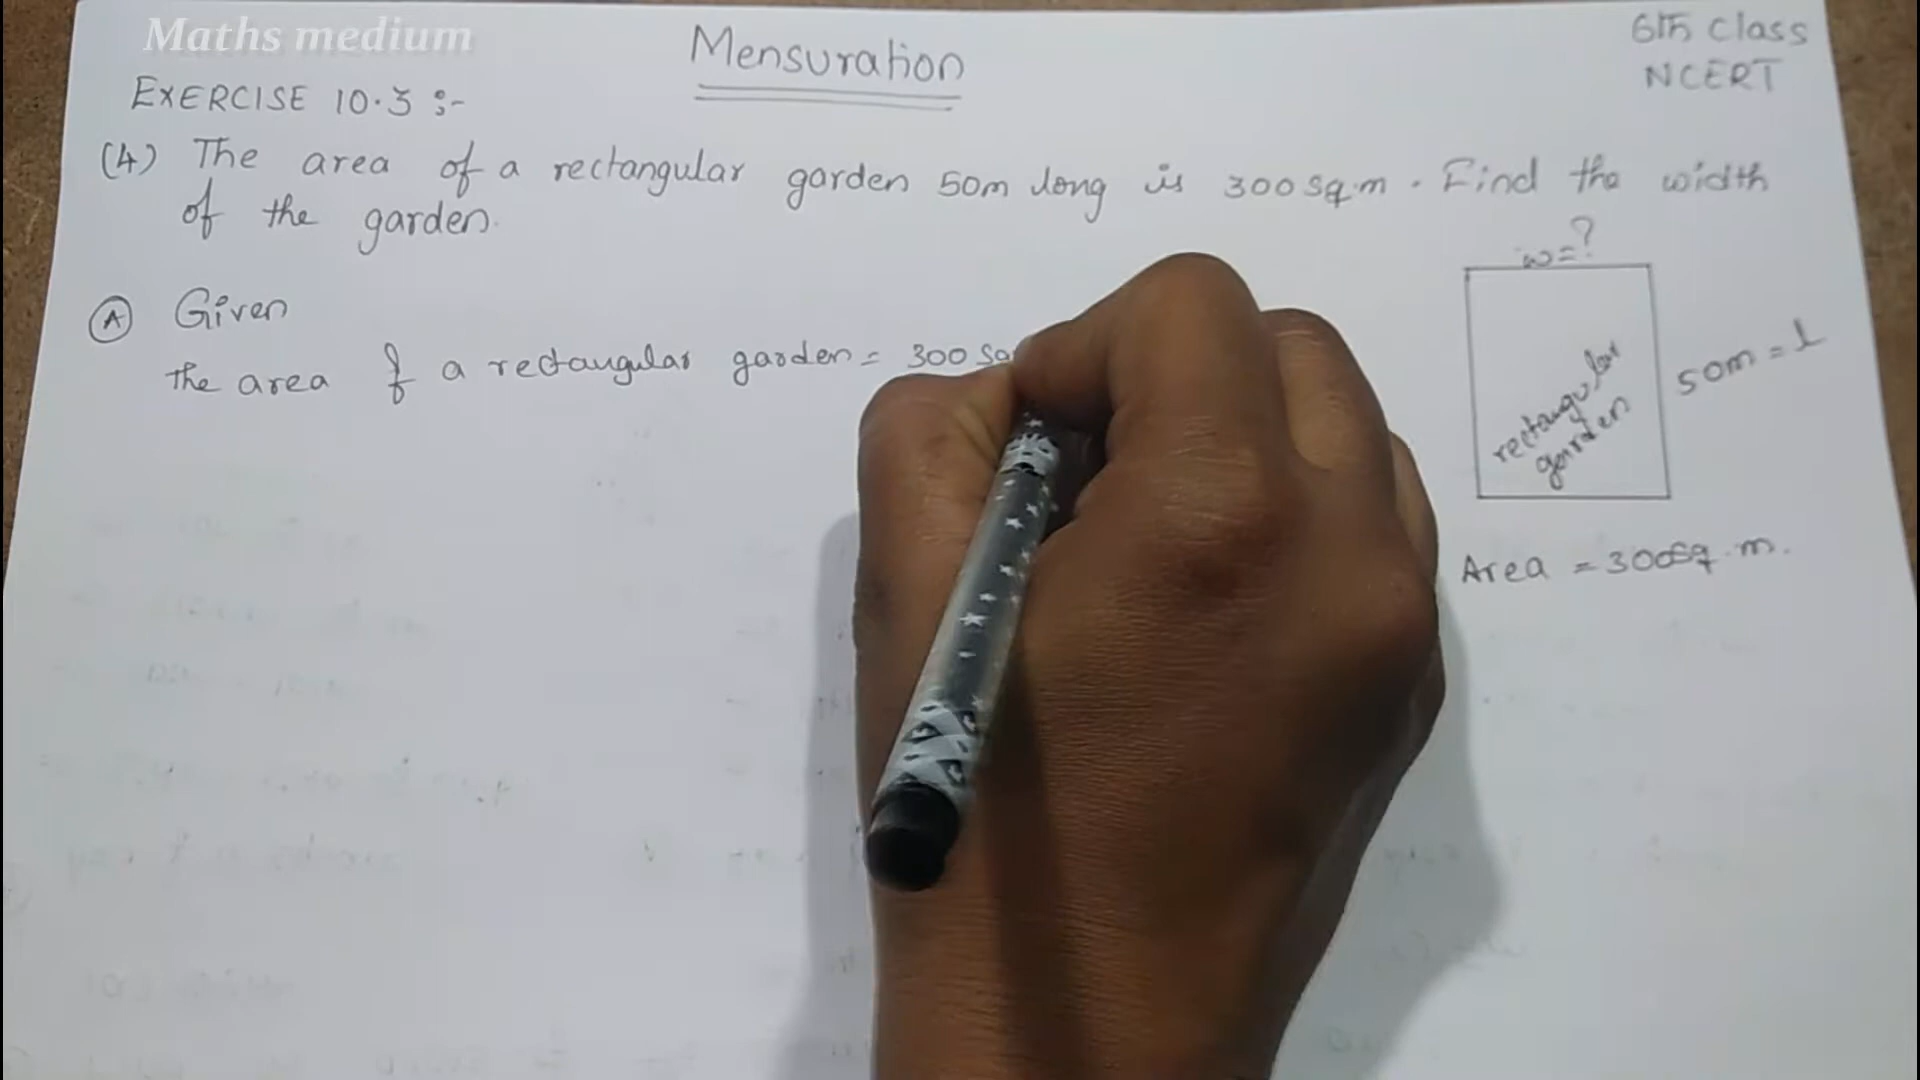 Maths medium
Mensuration
6th Class
NCERT
EXERCISE 10.3 :-
(4) The area of a rectangular garden 50m long is 300 sq.m. Find the width
of the garden.
w=?
rectangular
garden
50m = l
Area = 300sq.m.
A Given
the area of a rectangular garden = 300 sq